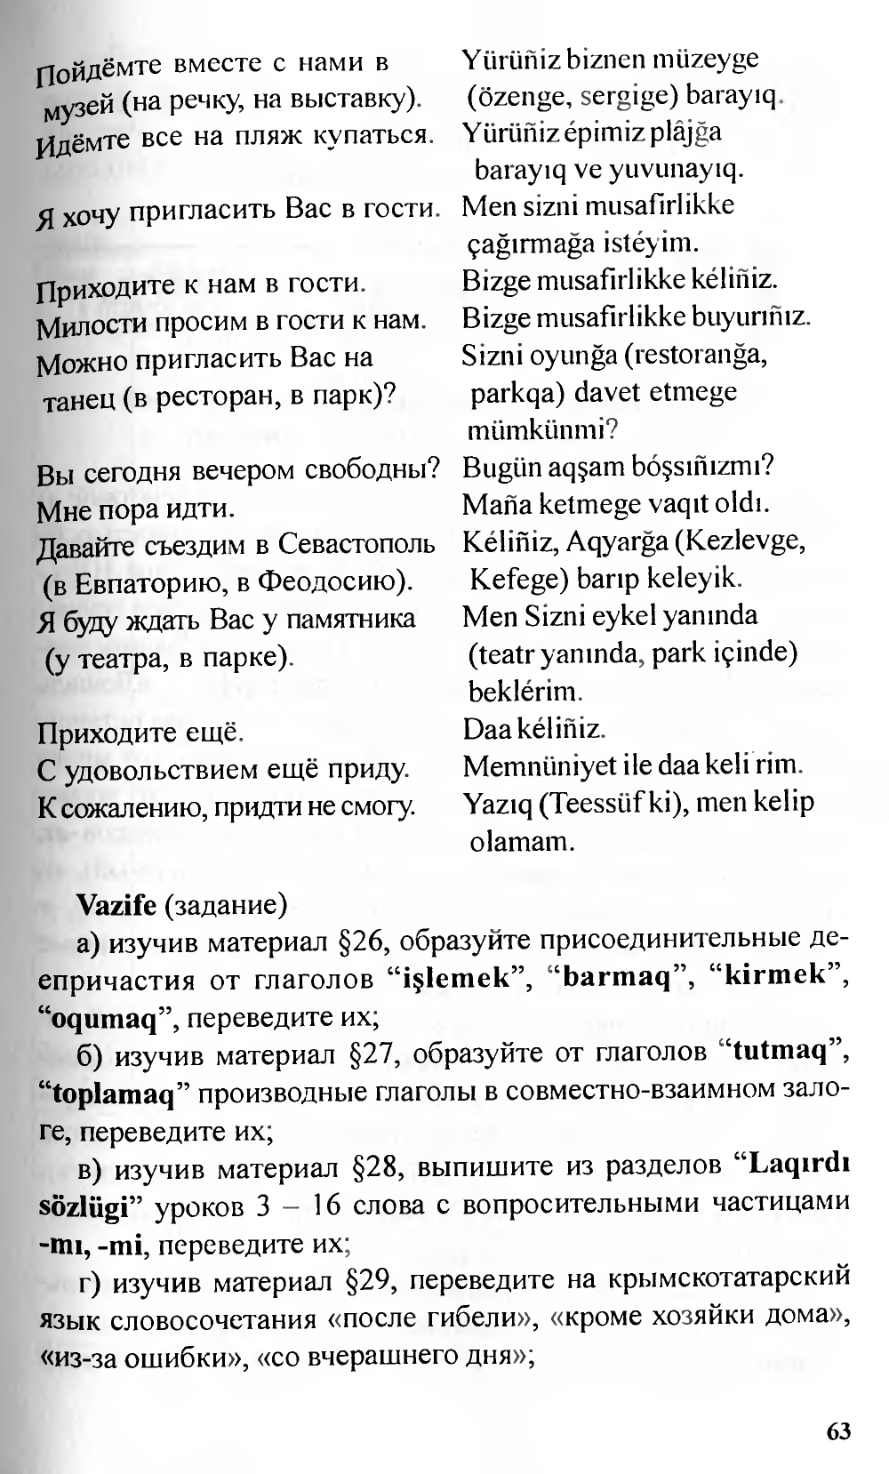 Пойдёмте вместе с нами в
музей (на речку, на выставку).
Идёмте все на пляж купаться.
Я хочу пригласить Вас в гости.
Приходите к нам в гости.
Милости просим в гости к нам.
Можно пригласить Вас на
танец (в ресторан, в парк)?
Вы сегодня вечером свободны?
Мне пора идти.
Давайте съездим в Севастополь
(в Евпаторию, в Феодосию).
Я буду ждать Вас у памятника
(у театра, в парке).
Приходите ещё.
С удовольствием ещё приду.
К сожалению, придти не смогу.
Yürüñiz biznen müzeyge
(özenge, sergige) barayıq.
Yürüñiz épimiz plâjğa
barayıq ve yuvunayıq.
Men sizni musafirlikke
çağırmağa istéyim.
Bizge musafirlikke kéliñiz.
Bizge musafirlikke buyurıñız.
Sizni oyunğa (restoranğa,
parkqa) davet etmege
mümkünmi?
Bugün aqşam bóşsıñızmı?
Maña ketmege vaqıt oldı.
Kéliñiz, Aqyarğa (Kezlevge,
Kefege) barıp keleyik.
Men Sizni eykel yanında
(teatr yanında, park içinde)
beklérim.
Daa kéliñiz.
Memnüniyet ile daa kelirim.
Yazıq (Teessüf ki), men kelip
olamam.
Vazife (задание)
а) изучив материал §26, образуйте присоединительные де-
епричастия от глаголов “işlemek”, “barmaq”, “kirmek”,
“oqumaq”, переведите их;
б) изучив материал §27, образуйте от глаголов “tutmaq”,
“toplamaq” производные глаголы в совместно-взаимном зало-
ге, переведите их;
в) изучив материал §28, выпишите из разделов “Laqırdı
sözlügi” уроков 3 – 16 слова с вопросительными частицами
-mı, -mi, переведите их;
г) изучив материал §29, переведите на крымскотатарский
язык словосочетания «после гибели», «кроме хозяйки дома»,
«из-за ошибки», «со вчерашнего дня»;
63